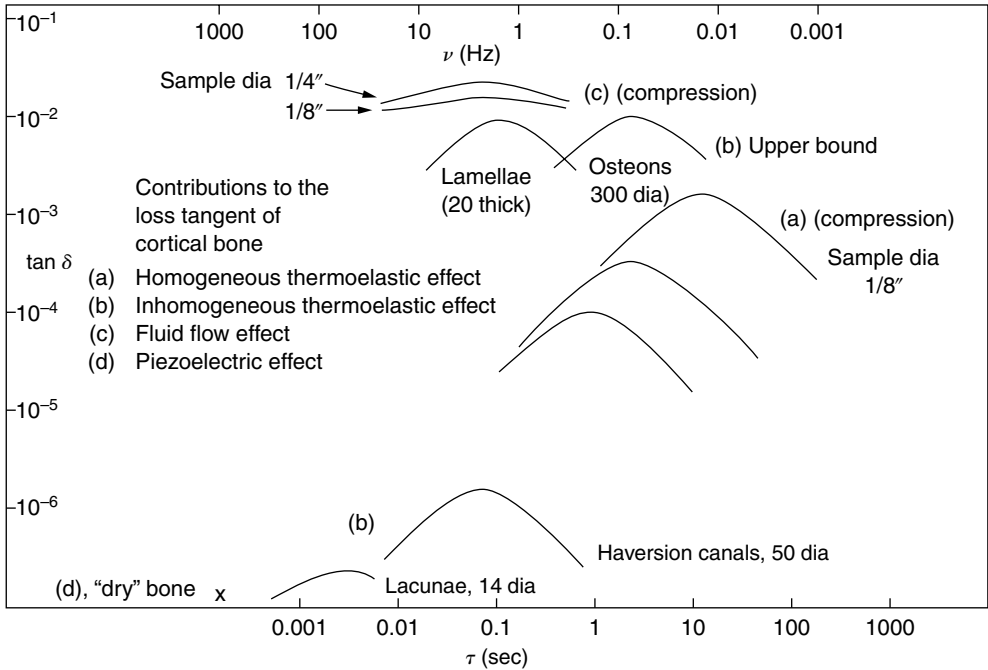 10⁻¹
1000 100 10 1 0.1 0.01 0.001
ν (Hz)
Sample dia 1/4″
1/8″
(c) (compression)
10⁻²
(b) Upper bound
Lamellae
(20 thick)
Osteons
300 dia)
Contributions to the
loss tangent of
cortical bone
10⁻³
(a) (compression)
Sample dia
1/8″
tan δ
(a) Homogeneous thermoelastic effect
(b) Inhomogeneous thermoelastic effect
(c) Fluid flow effect
(d) Piezoelectric effect
10⁻⁴
10⁻⁵
10⁻⁶
(b)
Haversion canals, 50 dia
(d), “dry” bone x
Lacunae, 14 dia
0.001 0.01 0.1 1 10 100 1000
τ (sec)